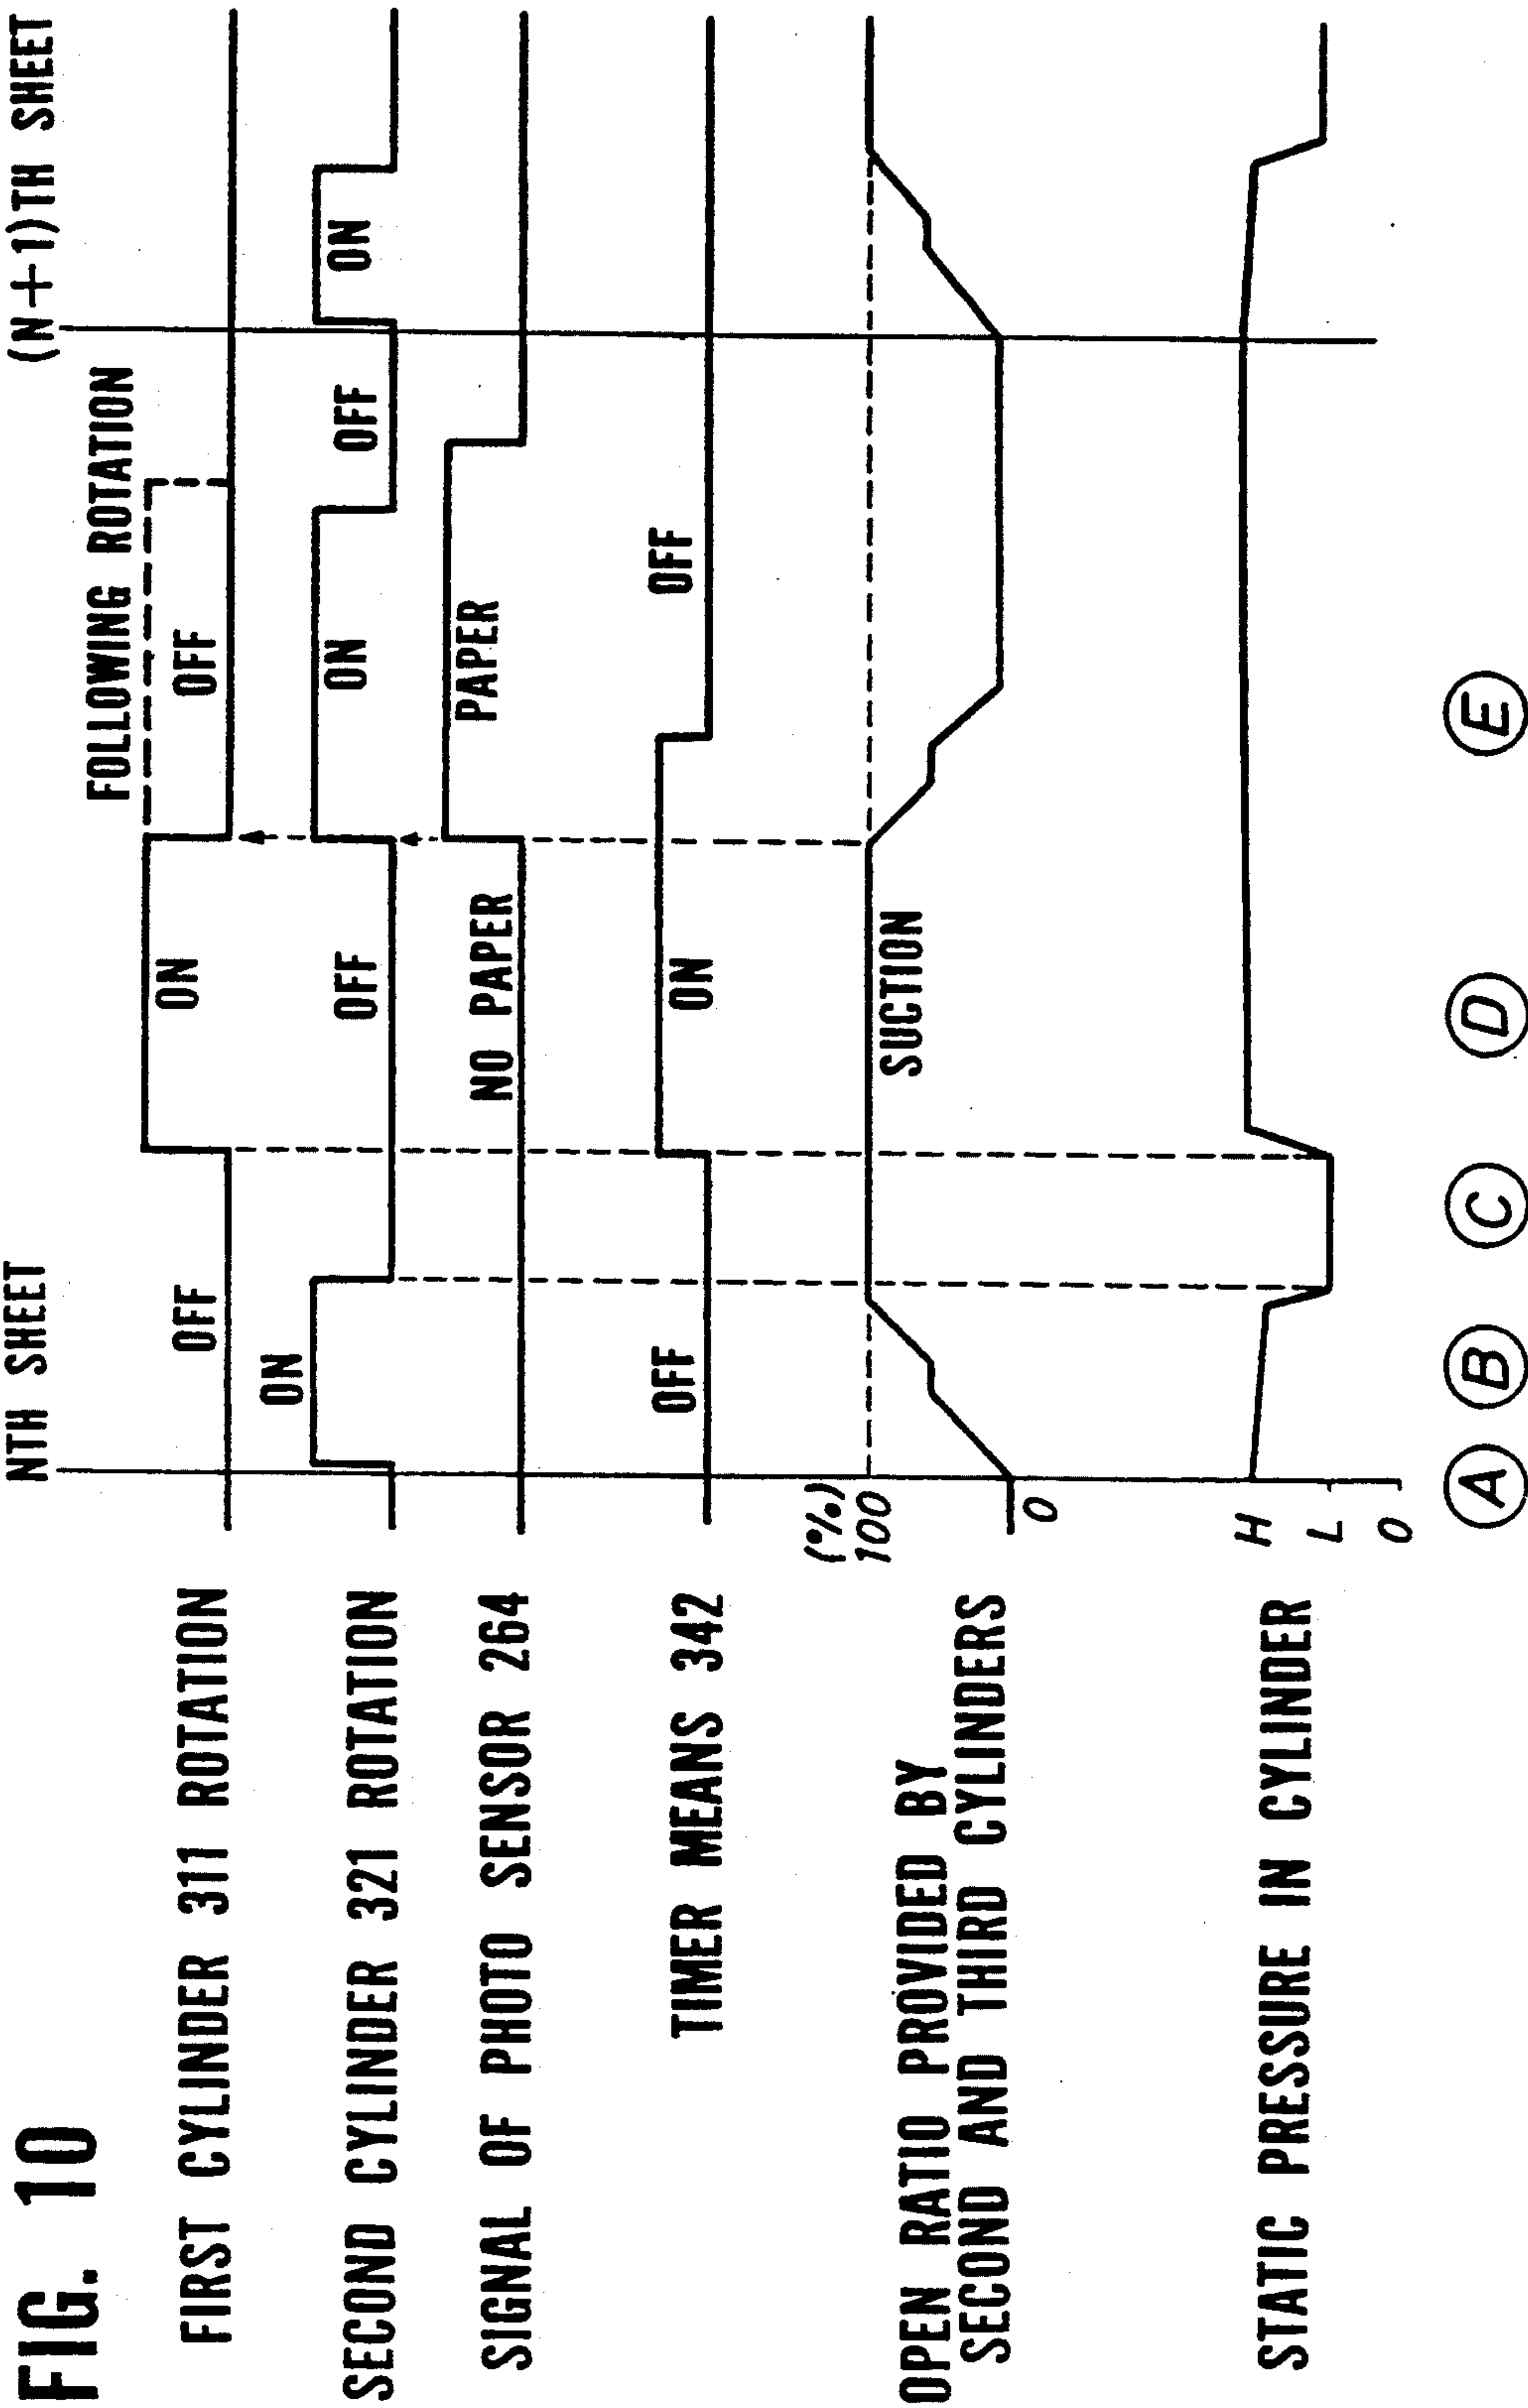 FIG. 10
NTH SHEET
(N+1)TH SHEET
FOLLOWING ROTATION
FIRST CYLINDER 311 ROTATION
OFF
ON
OFF
SECOND CYLINDER 321 ROTATION
ON
OFF
ON
OFF
ON
SIGNAL OF PHOTO SENSOR 264
NO PAPER
PAPER
TIMER MEANS 342
OFF
ON
OFF
OPEN RATIO PROVIDED BY
SECOND AND THIRD CYLINDERS
(%)
100
0
SUCTION
STATIC PRESSURE IN CYLINDER
H
L
0
A B C D E